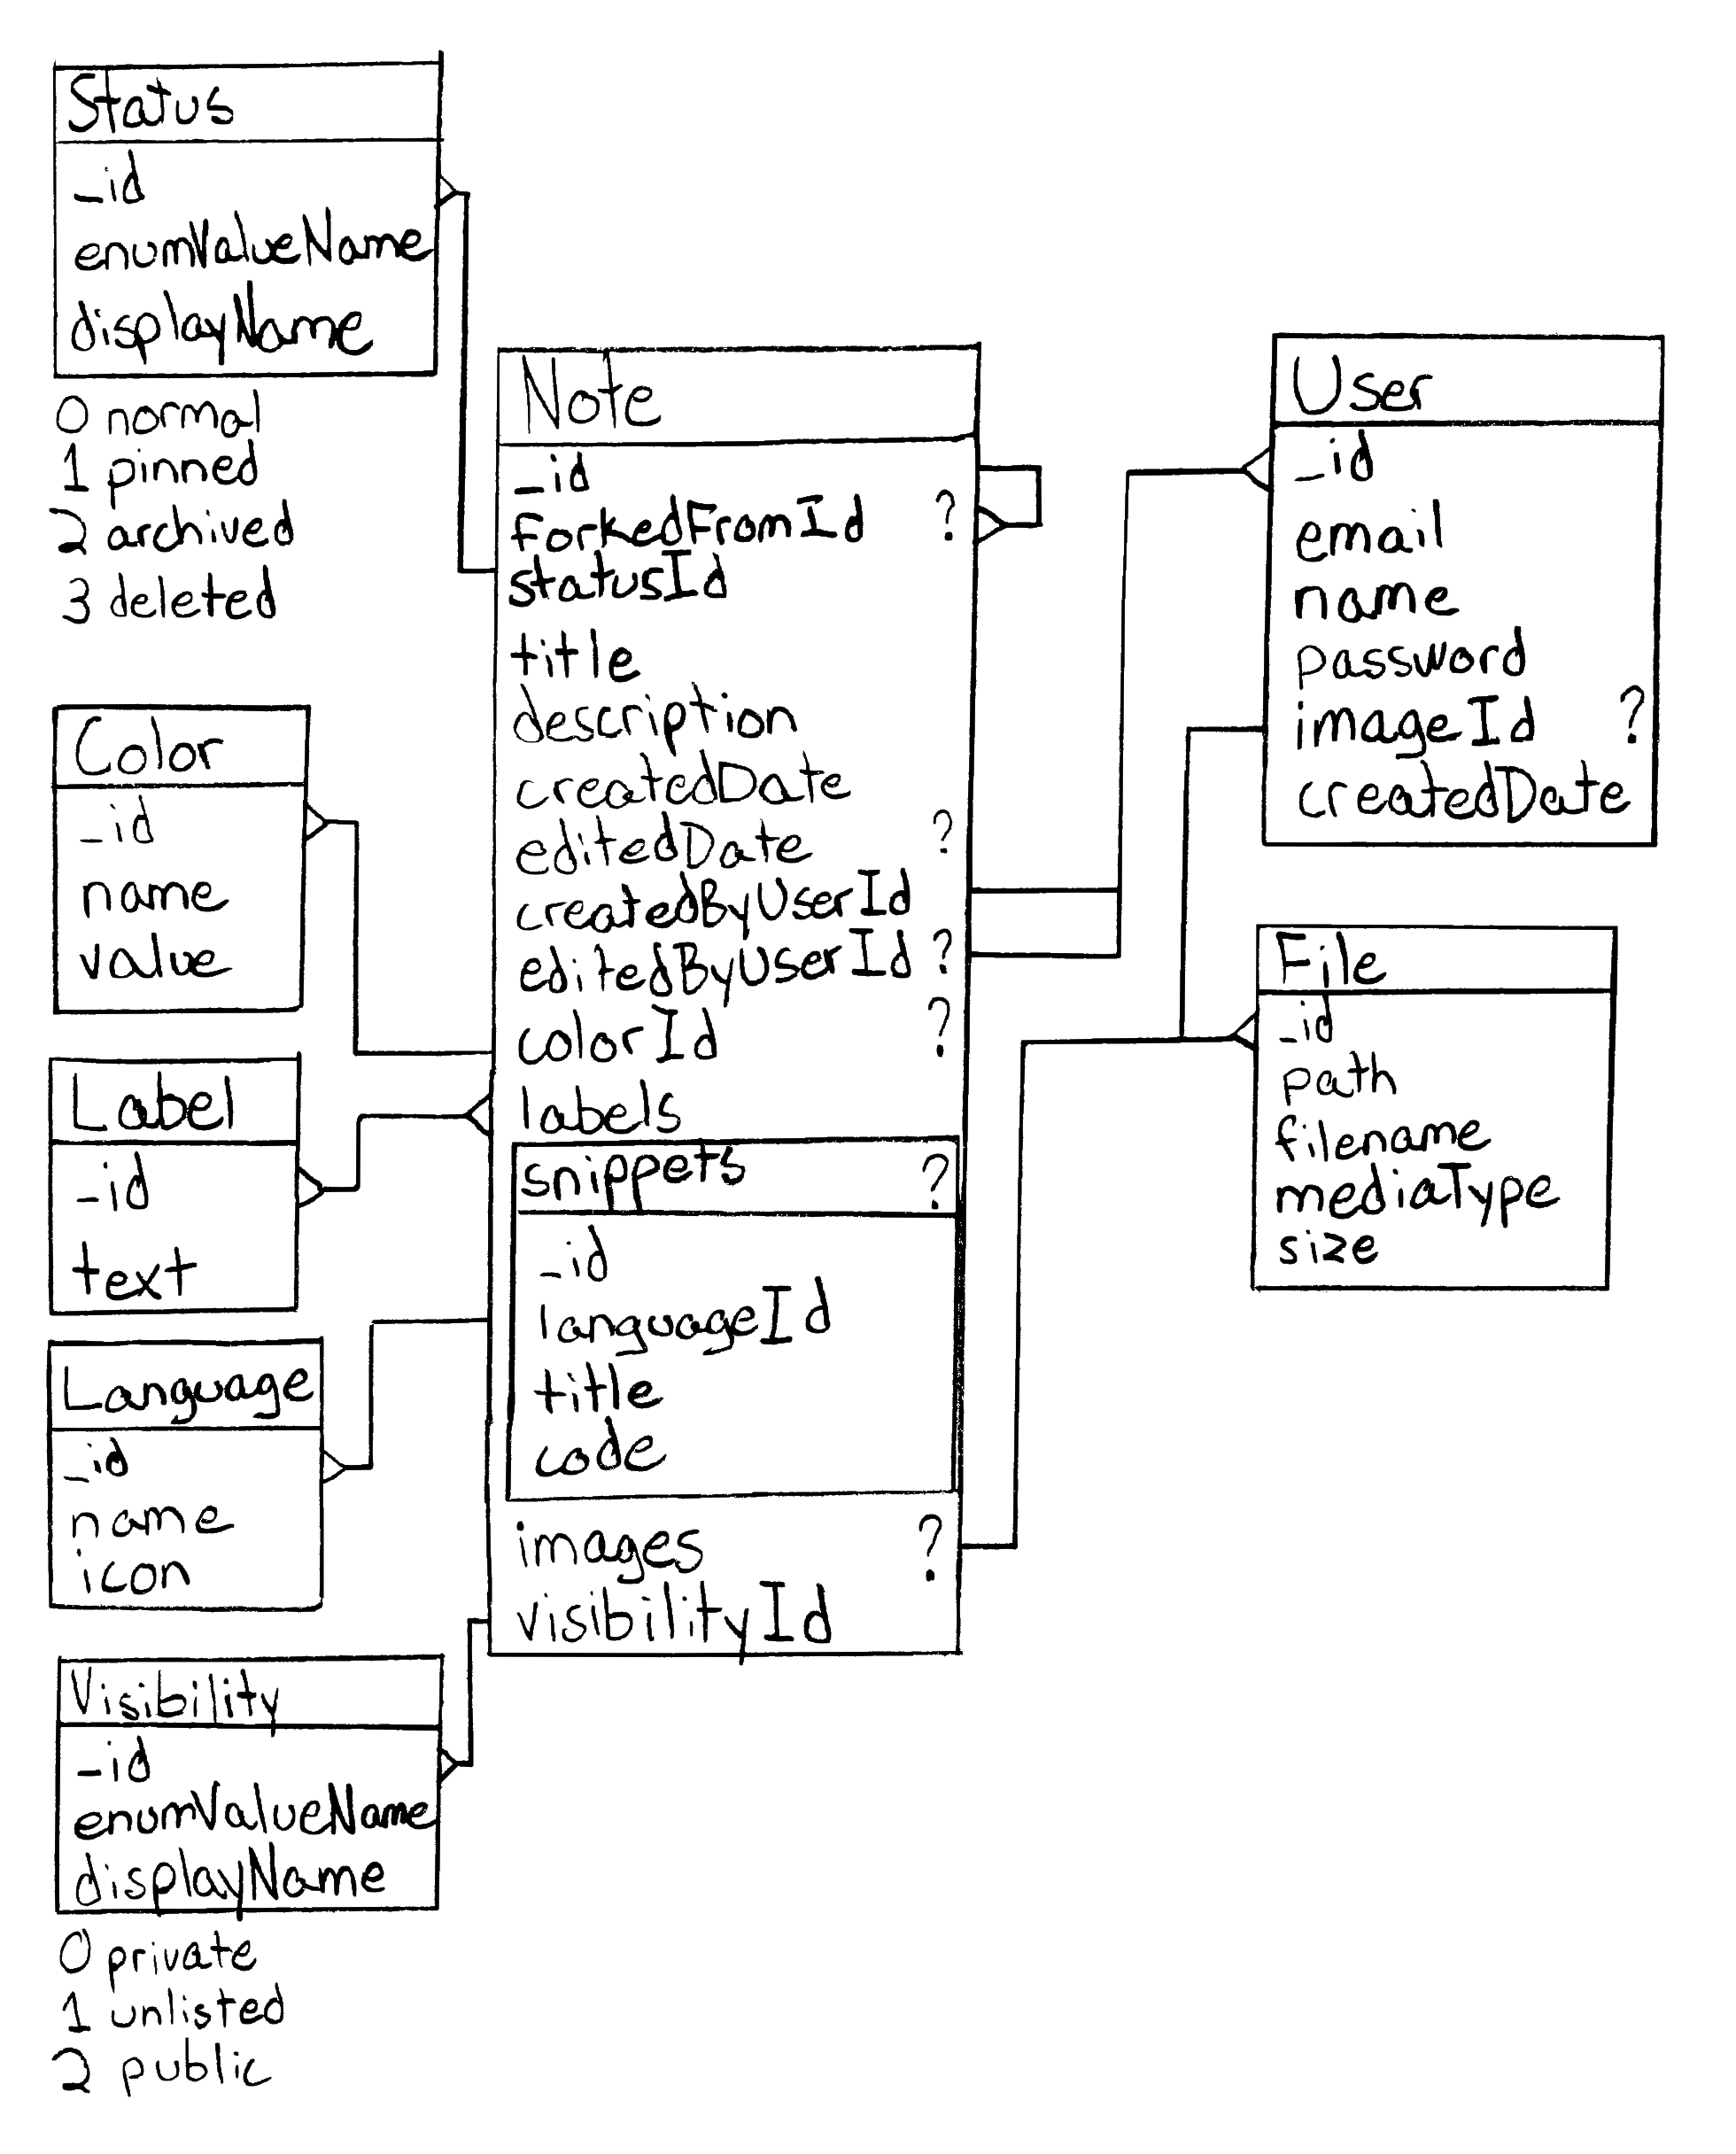 Status
_id
enumValueName
displayName
0 normal
1 pinned
2 archived
3 deleted
Color
_id
name
value
Label
_id
text
Language
_id
name
icon
Visibility
_id
enumValueName
displayName
0 private
1 unlisted
2 public
Note
_id
forkedFromId ?
statusId
title
description
createdDate
editedDate ?
createdByUserId
editedByUserId ?
colorId ?
labels
snippets ?
_id
languageId
title
code
images ?
visibilityId
User
_id
email
name
password
imageId ?
createdDate
File
_id
path
filename
mediaType
size